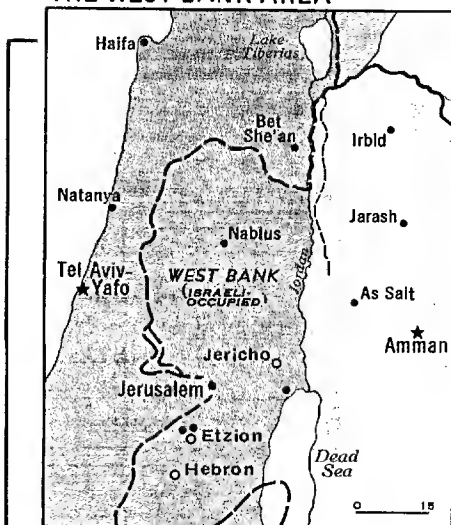 THE WEST BANK AREA
Haifa
Lake
Tiberias
Bet
She'an
Irbid
Natanya
Jarash
Nablus
Tel Aviv-
Yafo
WEST BANK
(ISRAELI-
OCCUPIED)
Jordan
As Salt
Amman
Jericho
Jerusalem
Etzion
Hebron
Dead
Sea
0 15